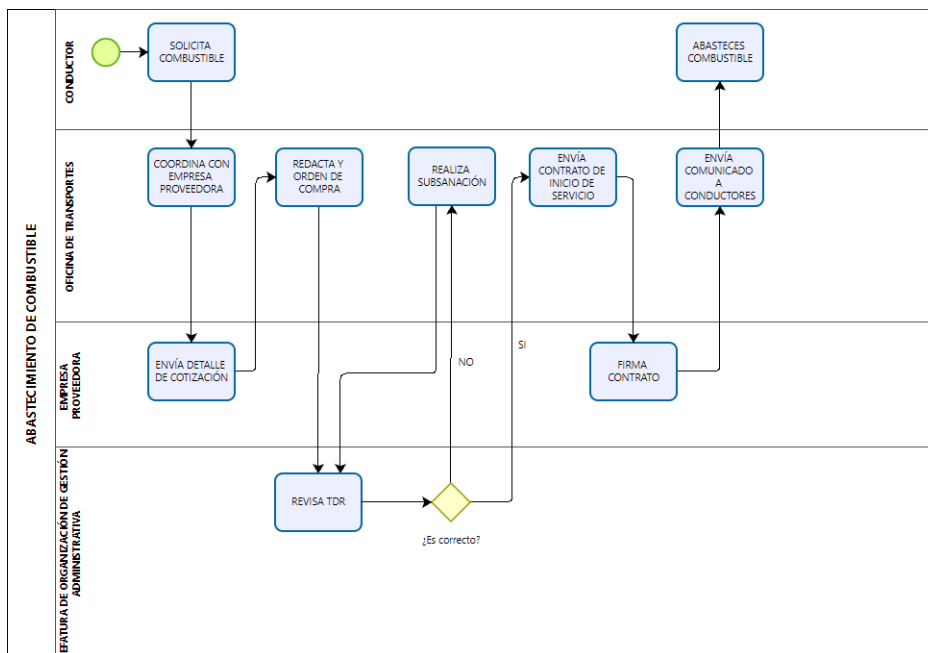 ABASTECIMIENTO DE COMBUSTIBLE
CONDUCTOR
SOLICITA
COMBUSTIBLE
ABASTECES
COMBUSTIBLE
OFICINA DE TRANSPORTES
COORDINA CON
EMPRESA
PROVEEDORA
REDACTA Y
ORDEN DE
COMPRA
REALIZA
SUBSANACIÓN
ENVÍA
CONTRATO DE
INICIO DE
SERVICIO
ENVÍA
COMUNICADO
A
CONDUCTORES
EMPRESA
PROVEEDORA
ENVÍA DETALLE
DE COTIZACIÓN
NO
SI
FIRMA
CONTRATO
EFATURA DE ORGANIZACIÓN DE GESTIÓN
ADMINISTRATIVA
REVISA TDR
¿Es correcto?